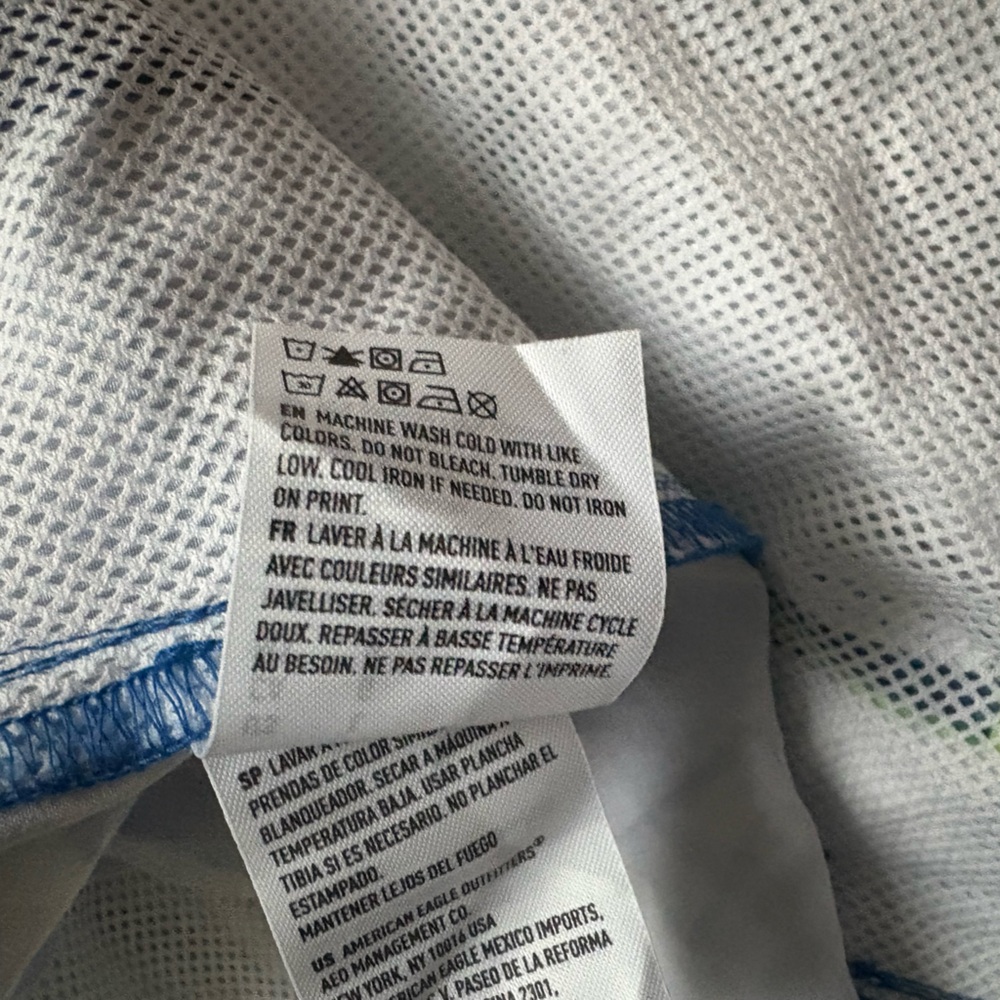 30
EN MACHINE WASH COLD WITH LIKE
COLORS. DO NOT BLEACH. TUMBLE DRY
LOW. COOL IRON IF NEEDED. DO NOT IRON
ON PRINT.
FR LAVER À LA MACHINE À L'EAU FROIDE
AVEC COULEURS SIMILAIRES. NE PAS
JAVELLISER. SÉCHER À LA MACHINE CYCLE
DOUX. REPASSER À BASSE TEMPÉRATURE
AU BESOIN. NE PAS REPASSER L'IMPRIMÉ.
SP LAVAR A
PRENDAS DE COLOR
BLANQUEADOR. SECAR A MÁQUINA A
TEMPERATURA BAJA. USAR PLANCHA
TIBIA SI ES NECESARIO. NO PLANCHAR EL
ESTAMPADO.
MANTENER LEJOS DEL FUEGO
US AMERICAN EAGLE OUTFITTERS®
AEO MANAGEMENT CO.
NEW YORK, NY 10016 USA
EAGLE MEXICO IMPORTS,
V. PASEO DE LA REFORMA
2301,